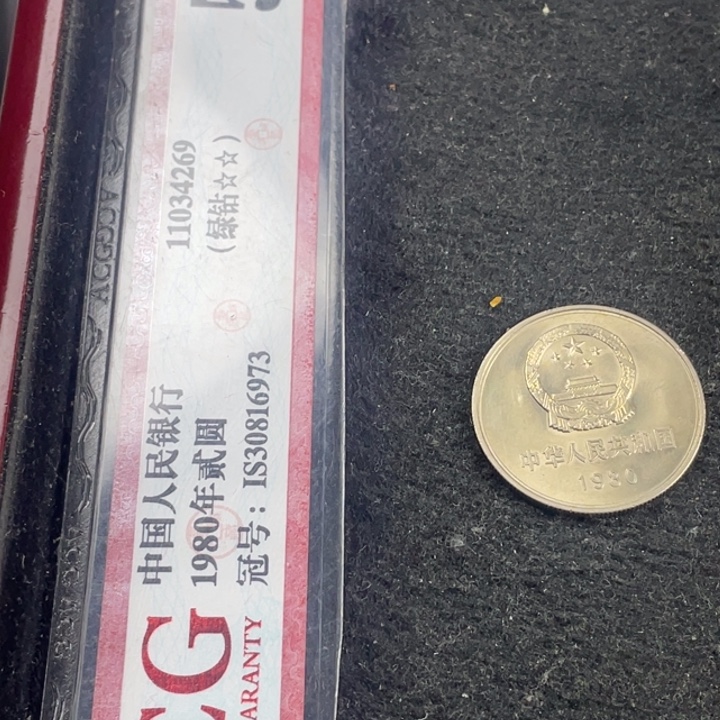 中国人民银行
1980年贰圆
冠号：IS30816973
11034269
（绿钻☆☆）
CG
ARANTY
ACGG
中华人民共和国
1980